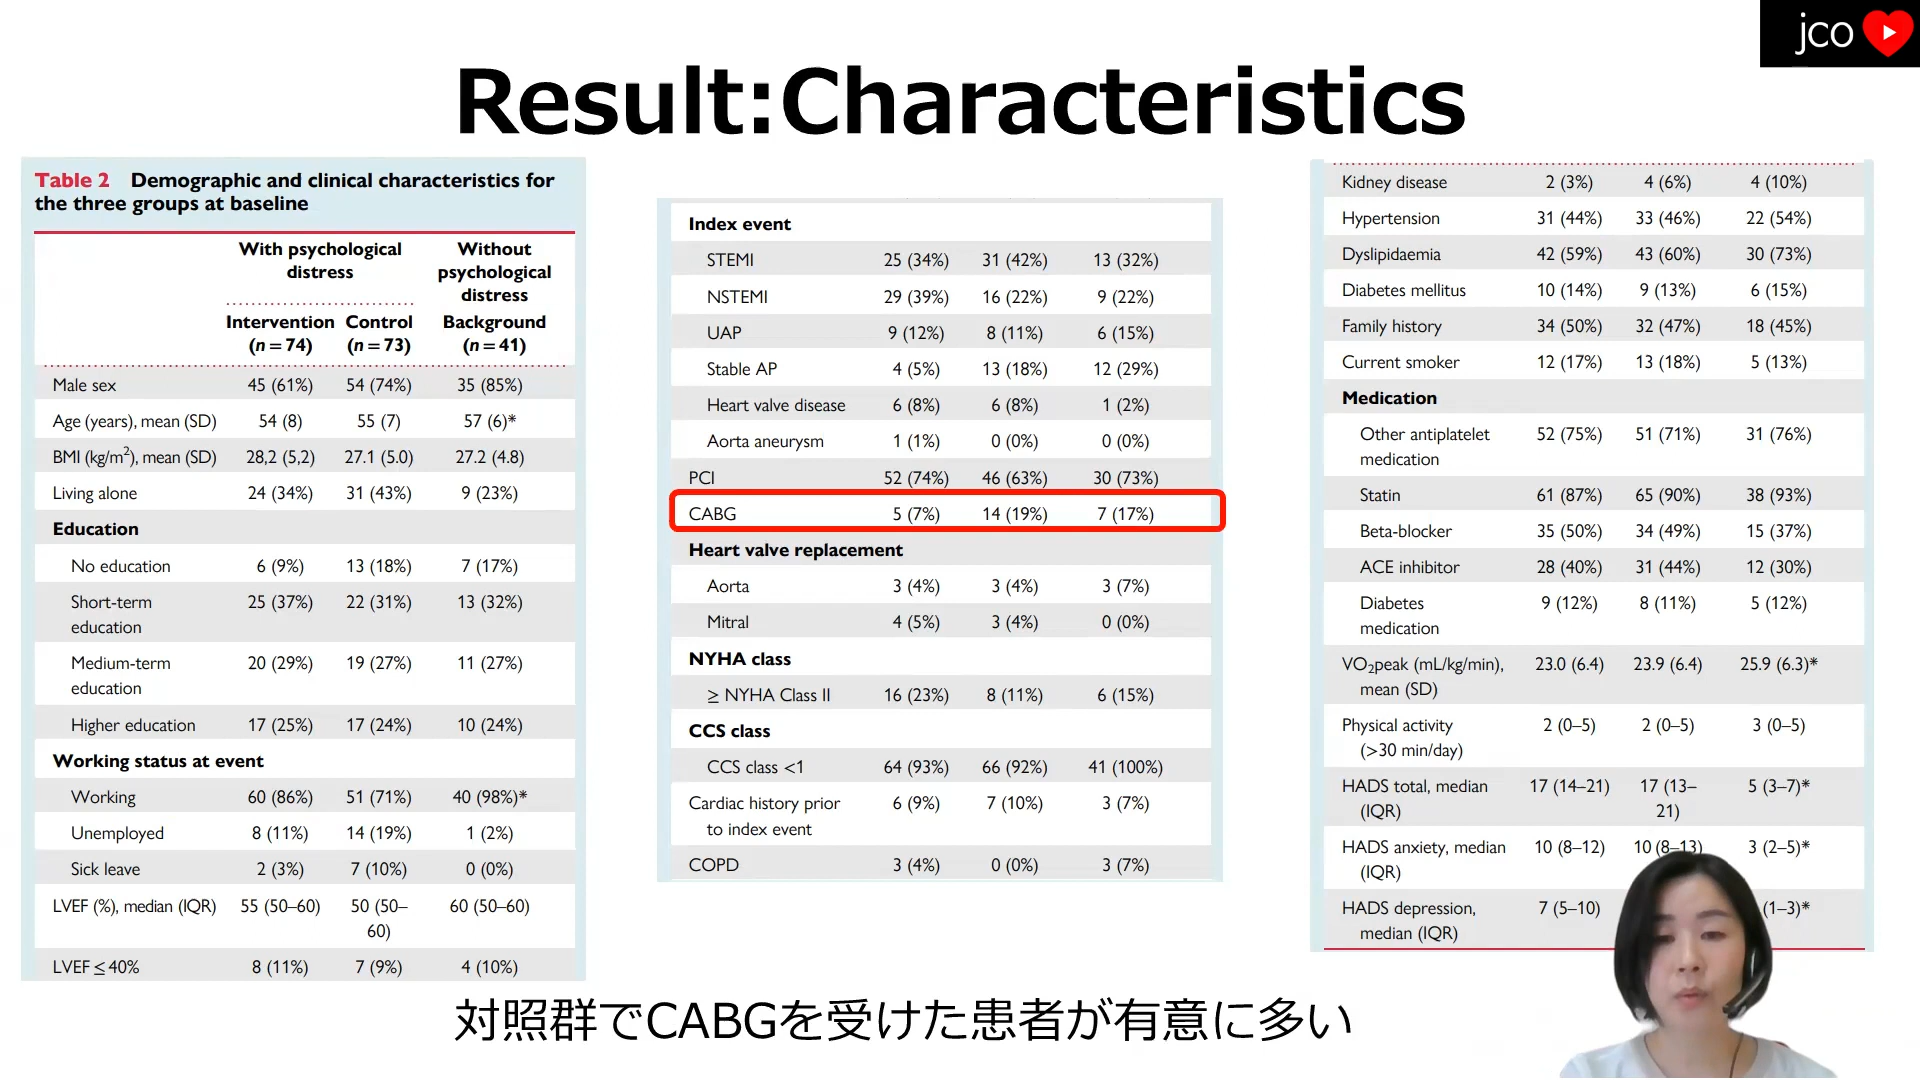 jco
Result:Characteristics
Table 2 Demographic and clinical characteristics for
the three groups at baseline
With psychological distress Without psychological distress
Intervention (n = 74) Control (n = 73) Background (n = 41)
Male sex 45 (61%) 54 (74%) 35 (85%)
Age (years), mean (SD) 54 (8) 55 (7) 57 (6)*
BMI (kg/m²), mean (SD) 28,2 (5,2) 27.1 (5.0) 27.2 (4.8)
Living alone 24 (34%) 31 (43%) 9 (23%)
Education
No education 6 (9%) 13 (18%) 7 (17%)
Short-term education 25 (37%) 22 (31%) 13 (32%)
Medium-term education 20 (29%) 19 (27%) 11 (27%)
Higher education 17 (25%) 17 (24%) 10 (24%)
Working status at event
Working 60 (86%) 51 (71%) 40 (98%)*
Unemployed 8 (11%) 14 (19%) 1 (2%)
Sick leave 2 (3%) 7 (10%) 0 (0%)
LVEF (%), median (IQR) 55 (50–60) 50 (50–60) 60 (50–60)
LVEF ≤ 40% 8 (11%) 7 (9%) 4 (10%)
Index event
STEMI 25 (34%) 31 (42%) 13 (32%)
NSTEMI 29 (39%) 16 (22%) 9 (22%)
UAP 9 (12%) 8 (11%) 6 (15%)
Stable AP 4 (5%) 13 (18%) 12 (29%)
Heart valve disease 6 (8%) 6 (8%) 1 (2%)
Aorta aneurysm 1 (1%) 0 (0%) 0 (0%)
PCI 52 (74%) 46 (63%) 30 (73%)
CABG 5 (7%) 14 (19%) 7 (17%)
Heart valve replacement
Aorta 3 (4%) 3 (4%) 3 (7%)
Mitral 4 (5%) 3 (4%) 0 (0%)
NYHA class
≥ NYHA Class II 16 (23%) 8 (11%) 6 (15%)
CCS class
CCS class <1 64 (93%) 66 (92%) 41 (100%)
Cardiac history prior to index event 6 (9%) 7 (10%) 3 (7%)
COPD 3 (4%) 0 (0%) 3 (7%)
Kidney disease 2 (3%) 4 (6%) 4 (10%)
Hypertension 31 (44%) 33 (46%) 22 (54%)
Dyslipidaemia 42 (59%) 43 (60%) 30 (73%)
Diabetes mellitus 10 (14%) 9 (13%) 6 (15%)
Family history 34 (50%) 32 (47%) 18 (45%)
Current smoker 12 (17%) 13 (18%) 5 (13%)
Medication
Other antiplatelet medication 52 (75%) 51 (71%) 31 (76%)
Statin 61 (87%) 65 (90%) 38 (93%)
Beta-blocker 35 (50%) 34 (49%) 15 (37%)
ACE inhibitor 28 (40%) 31 (44%) 12 (30%)
Diabetes medication 9 (12%) 8 (11%) 5 (12%)
VO₂peak (mL/kg/min), mean (SD) 23.0 (6.4) 23.9 (6.4) 25.9 (6.3)*
Physical activity (>30 min/day) 2 (0–5) 2 (0–5) 3 (0–5)
HADS total, median (IQR) 17 (14–21) 17 (13–21) 5 (3–7)*
HADS anxiety, median (IQR) 10 (8–12) 10 (8–13) 3 (2–5)*
HADS depression, median (IQR) 7 (5–10) (1–3)*
対照群でCABGを受けた患者が有意に多い